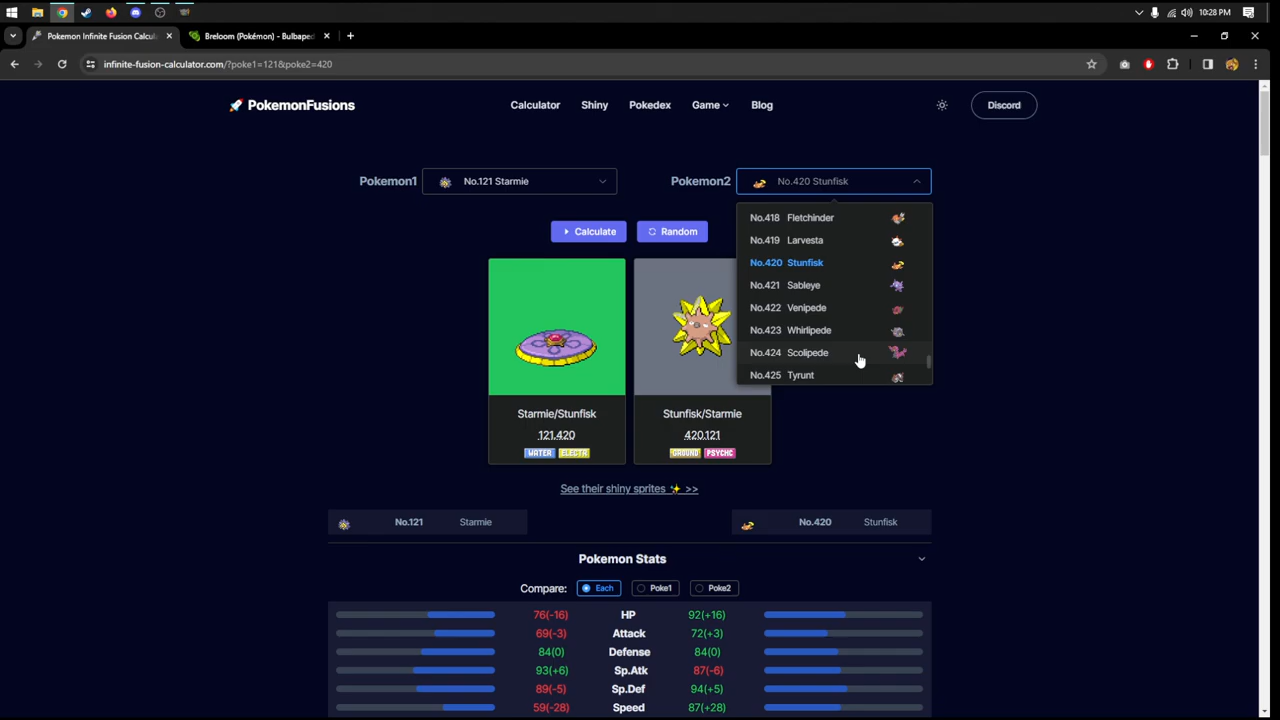 10:28 PM
Pokemon Infinite Fusion Calcul
Breloom (Pokémon) - Bulbaped
infinite-fusion-calculator.com/?poke1=121&poke2=420
PokemonFusions
Calculator Shiny Pokedex Game Blog
Discord
Pokemon1 No.121 Starmie
Pokemon2 No.420 Stunfisk
No.418 Fletchinder
No.419 Larvesta
No.420 Stunfisk
No.421 Sableye
No.422 Venipede
No.423 Whirlipede
No.424 Scolipede
No.425 Tyrunt
Calculate Random
Starmie/Stunfisk
121.420
WATER ELECTR
Stunfisk/Starmie
420.121
GROUND PSYCHC
See their shiny sprites ✨ >>
No.121 Starmie
No.420 Stunfisk
Pokemon Stats
Compare: Each Poke1 Poke2
76(-16) HP 92(+16)
69(-3) Attack 72(+3)
84(0) Defense 84(0)
93(+6) Sp.Atk 87(-6)
89(-5) Sp.Def 94(+5)
59(-28) Speed 87(+28)